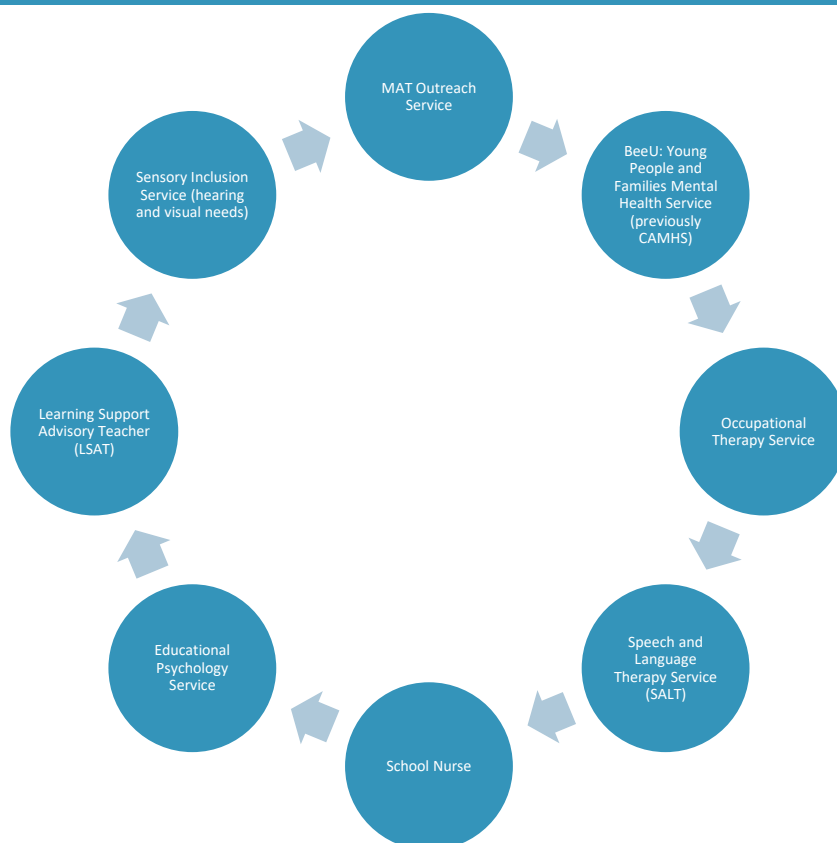 MAT Outreach
Service
BeeU: Young
People and
Families Mental
Health Service
(previously
CAMHS)
Occupational
Therapy Service
Speech and
Language
Therapy Service
(SALT)
School Nurse
Educational
Psychology
Service
Learning Support
Advisory Teacher
(LSAT)
Sensory Inclusion
Service (hearing
and visual needs)